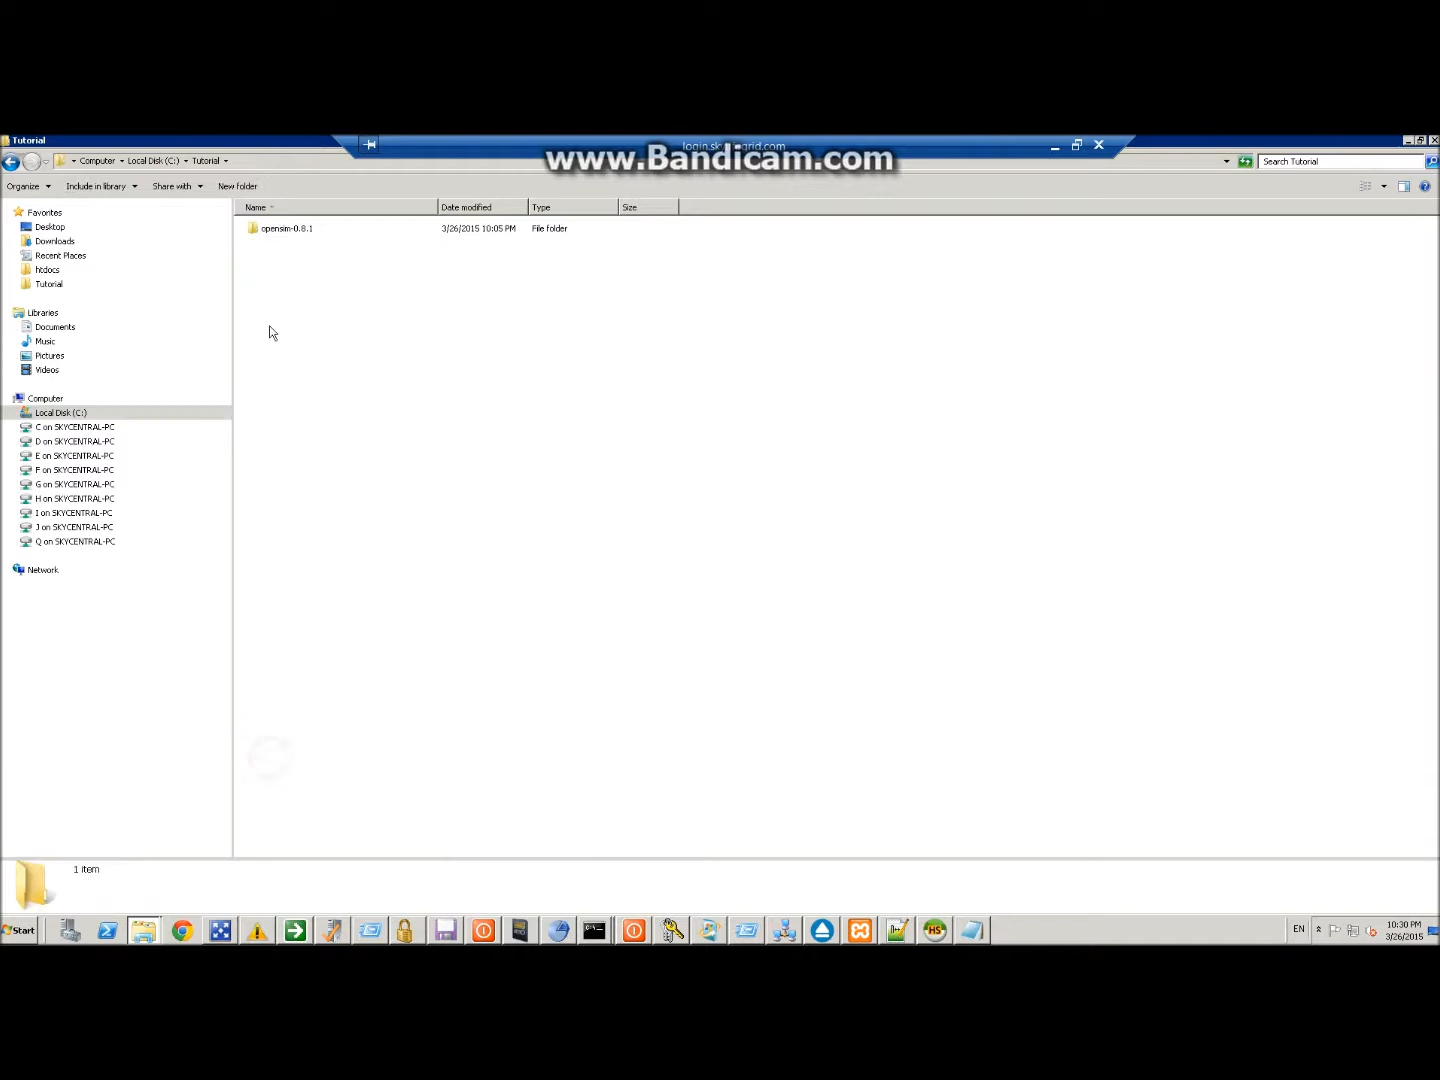 Tutorial
www.Bandicam.com
Computer Local Disk (C:) Tutorial
Search Tutorial
Organize Include in library Share with New folder
Name Date modified Type Size
opensim-0.8.1 3/26/2015 10:05 PM File folder
Favorites
Desktop
Downloads
Recent Places
htdocs
Tutorial
Libraries
Documents
Music
Pictures
Videos
Computer
Local Disk (C:)
C on SKYCENTRAL-PC
D on SKYCENTRAL-PC
E on SKYCENTRAL-PC
F on SKYCENTRAL-PC
G on SKYCENTRAL-PC
H on SKYCENTRAL-PC
I on SKYCENTRAL-PC
J on SKYCENTRAL-PC
Q on SKYCENTRAL-PC
Network
1 item
Start
HS
EN
10:30 PM
3/26/2015